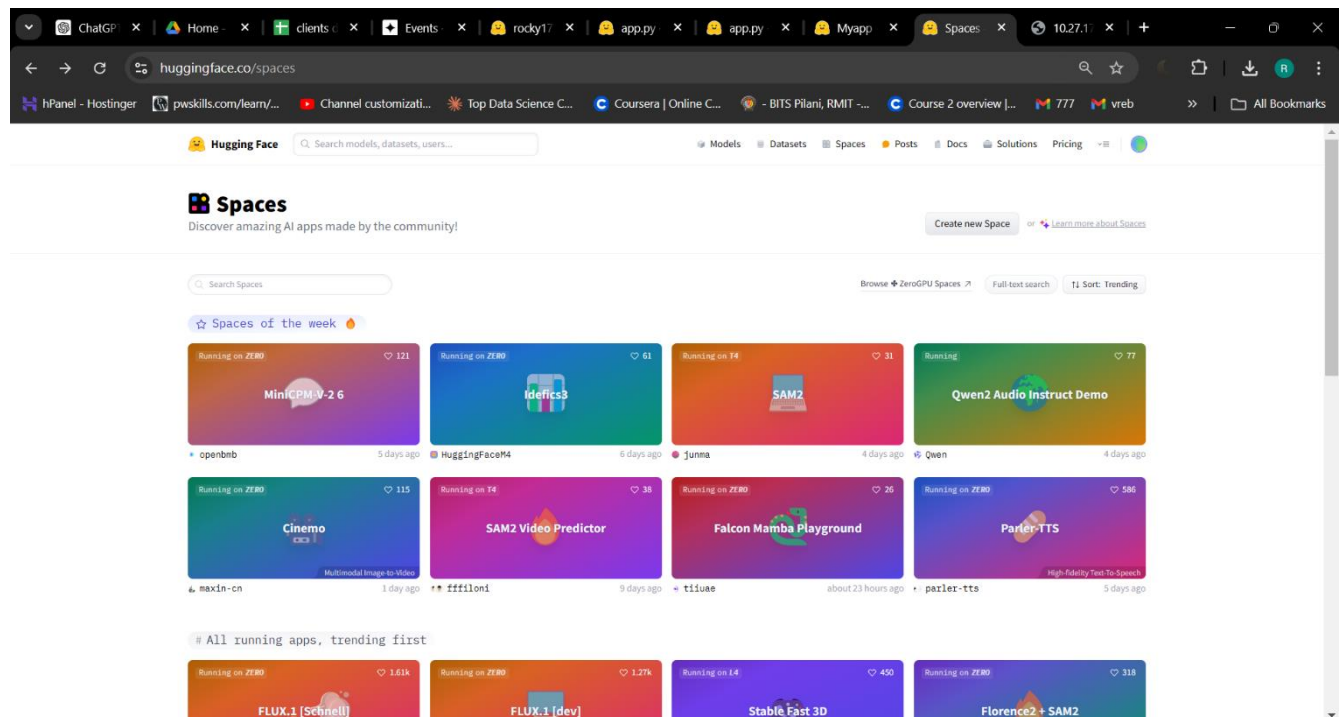 ChatGP Home - clients c Events - rocky17 app.py - app.py Myapp Spaces 10.27.1
huggingface.co/spaces R
hPanel - Hostinger pwskills.com/learn/... Channel customizati... Top Data Science C... Coursera | Online C... - BITS Pilani, RMIT -... Course 2 overview |... 777 vreb » All Bookmarks
Hugging Face Search models, datasets, users... Models Datasets Spaces Posts Docs Solutions Pricing
Spaces
Discover amazing AI apps made by the community!
Create new Space or Learn more about Spaces
Search Spaces Browse ZeroGPU Spaces Full-text search Sort: Trending
Spaces of the week
Running on ZERO 121 Running on ZERO 61 Running on T4 31 Running 77
MiniCPM-V-2 6 Idefics3 SAM2 Qwen2 Audio Instruct Demo
openbmb 5 days ago HuggingFaceM4 6 days ago junma 4 days ago Qwen 4 days ago
Running on ZERO 115 Running on T4 38 Running on ZERO 26 Running on ZERO 586
Cinemo SAM2 Video Predictor Falcon Mamba Playground Parler-TTS
Multimodal Image-to-Video High-fidelity Text-To-Speech
maxin-cn 1 day ago fffiloni 9 days ago tiiuae about 23 hours ago parler-tts 5 days ago
# All running apps, trending first
Running on ZERO 1.61k Running on ZERO 1.27k Running on L4 450 Running on ZERO 318
FLUX.1 [Schnell] FLUX.1 [dev] Stable Fast 3D Florence2 + SAM2